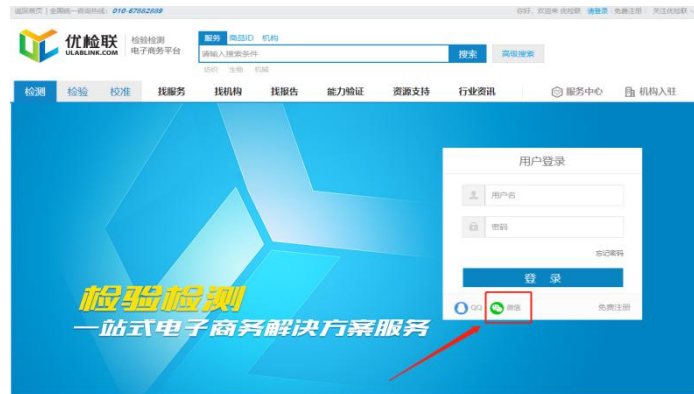 返回首页 | 全国统一咨询热线: 010-67552889
你好, 欢迎来 优检联 请登录 免费注册 关注优检联
优检联
ULABLINK.COM
检验检测
电子商务平台
服务 商品ID 机构
请输入搜索条件
搜索 高级搜索
纺织 生物 机械
检测 检验 校准 找服务 找机构 找报告 能力验证 资源支持 行业资讯 服务中心 机构入驻
用户登录
用户名
密码
忘记密码
登 录
QQ 微信 免费注册
检验检测
一站式电子商务解决方案服务